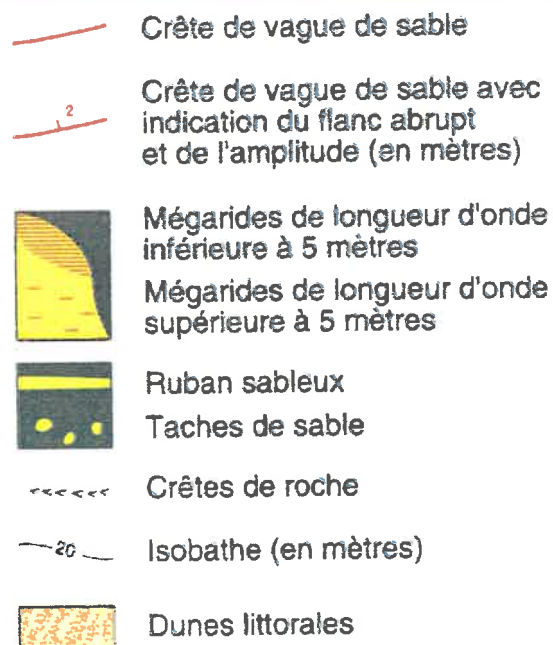 Crête de vague de sable
2
Crête de vague de sable avec
indication du flanc abrupt
et de l'amplitude (en mètres)
Mégarides de longueur d'onde
inférieure à 5 mètres
Mégarides de longueur d'onde
supérieure à 5 mètres
Ruban sableux
Taches de sable
Crêtes de roche
20
Isobathe (en mètres)
Dunes littorales